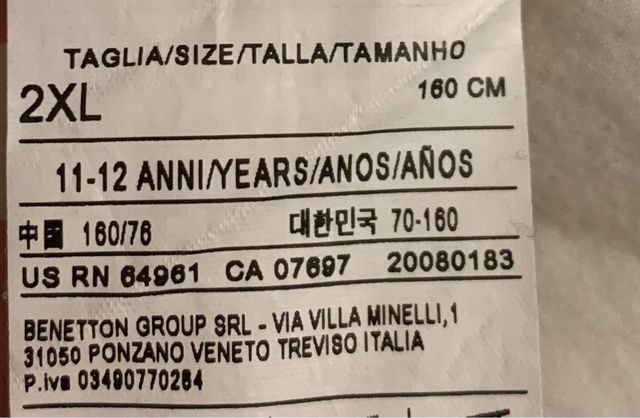 TAGLIA/SIZE/TALLA/TAMANHO
2XL 160 CM
11-12 ANNI/YEARS/ANOS/AÑOS
中国 160/76 대한민국 70-160
US RN 64961 CA 07697 20080183
BENETTON GROUP SRL - VIA VILLA MINELLI,1
31050 PONZANO VENETO TREVISO ITALIA
P.iva 03490770264